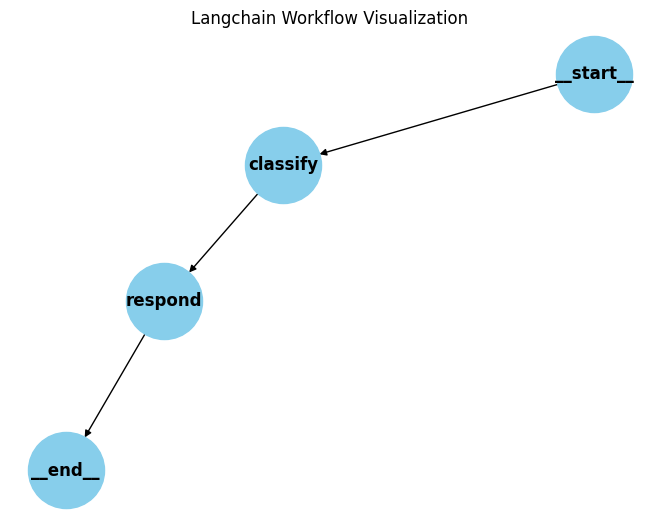 Langchain Workflow Visualization
__start__
classify
respond
__end__